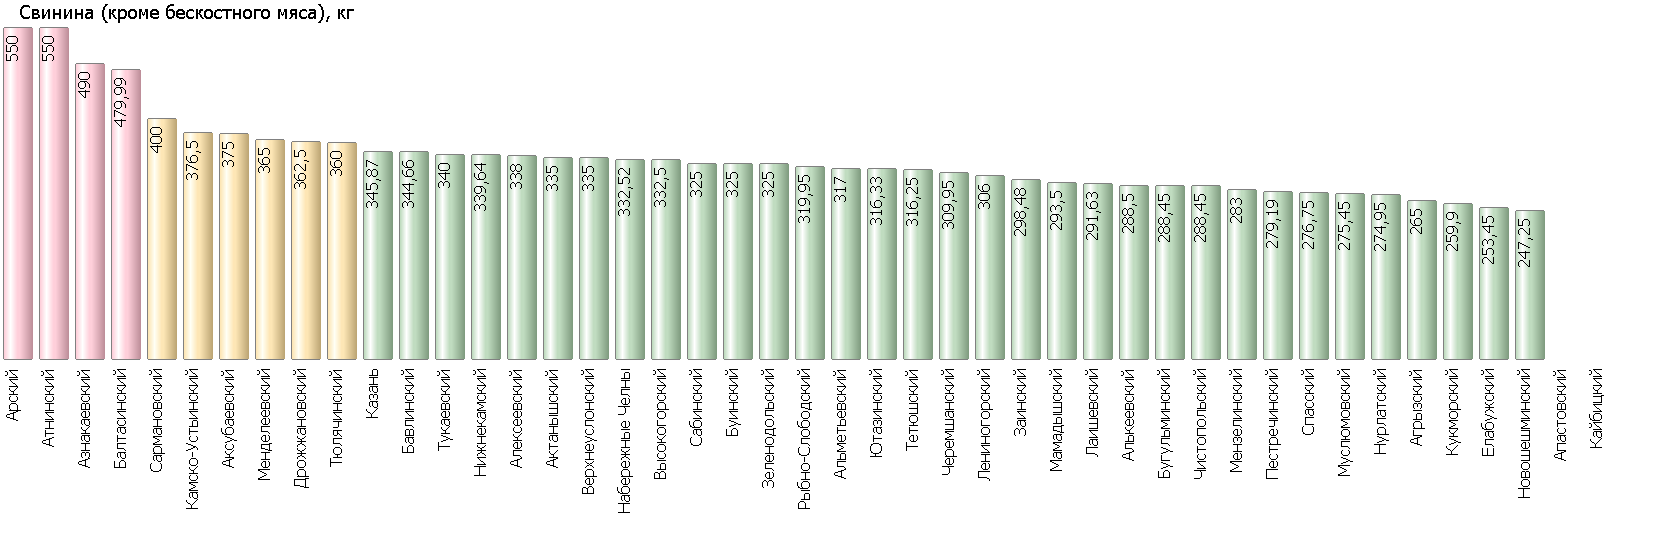 Свинина (кроме бескостного мяса), кг
550
550
490
479,99
400
376,5
375
365
362,5
360
345,87
344,66
340
339,64
338
335
335
332,52
332,5
325
325
325
319,95
317
316,33
316,25
309,95
306
298,48
293,5
291,63
288,5
288,45
288,45
283
279,19
276,75
275,45
274,95
265
259,9
253,45
247,25
Арский
Атнинский
Азнакаевский
Балтасинский
Сармановский
Камско-Устьинский
Аксубаевский
Менделеевский
Дрожжановский
Тюлячинский
Казань
Бавлинский
Тукаевский
Нижнекамский
Алексеевский
Актанышский
Верхнеуслонский
Набережные Челны
Высокогорский
Сабинский
Буинский
Зеленодольский
Рыбно-Слободский
Альметьевский
Ютазинский
Тетюшский
Черемшанский
Лениногорский
Заинский
Мамадышский
Лаишевский
Алькеевский
Бугульминский
Чистопольский
Мензелинский
Пестречинский
Спасский
Муслюмовский
Нурлатский
Агрызский
Кукморский
Елабужский
Новошешминский
Апастовский
Кайбицкий